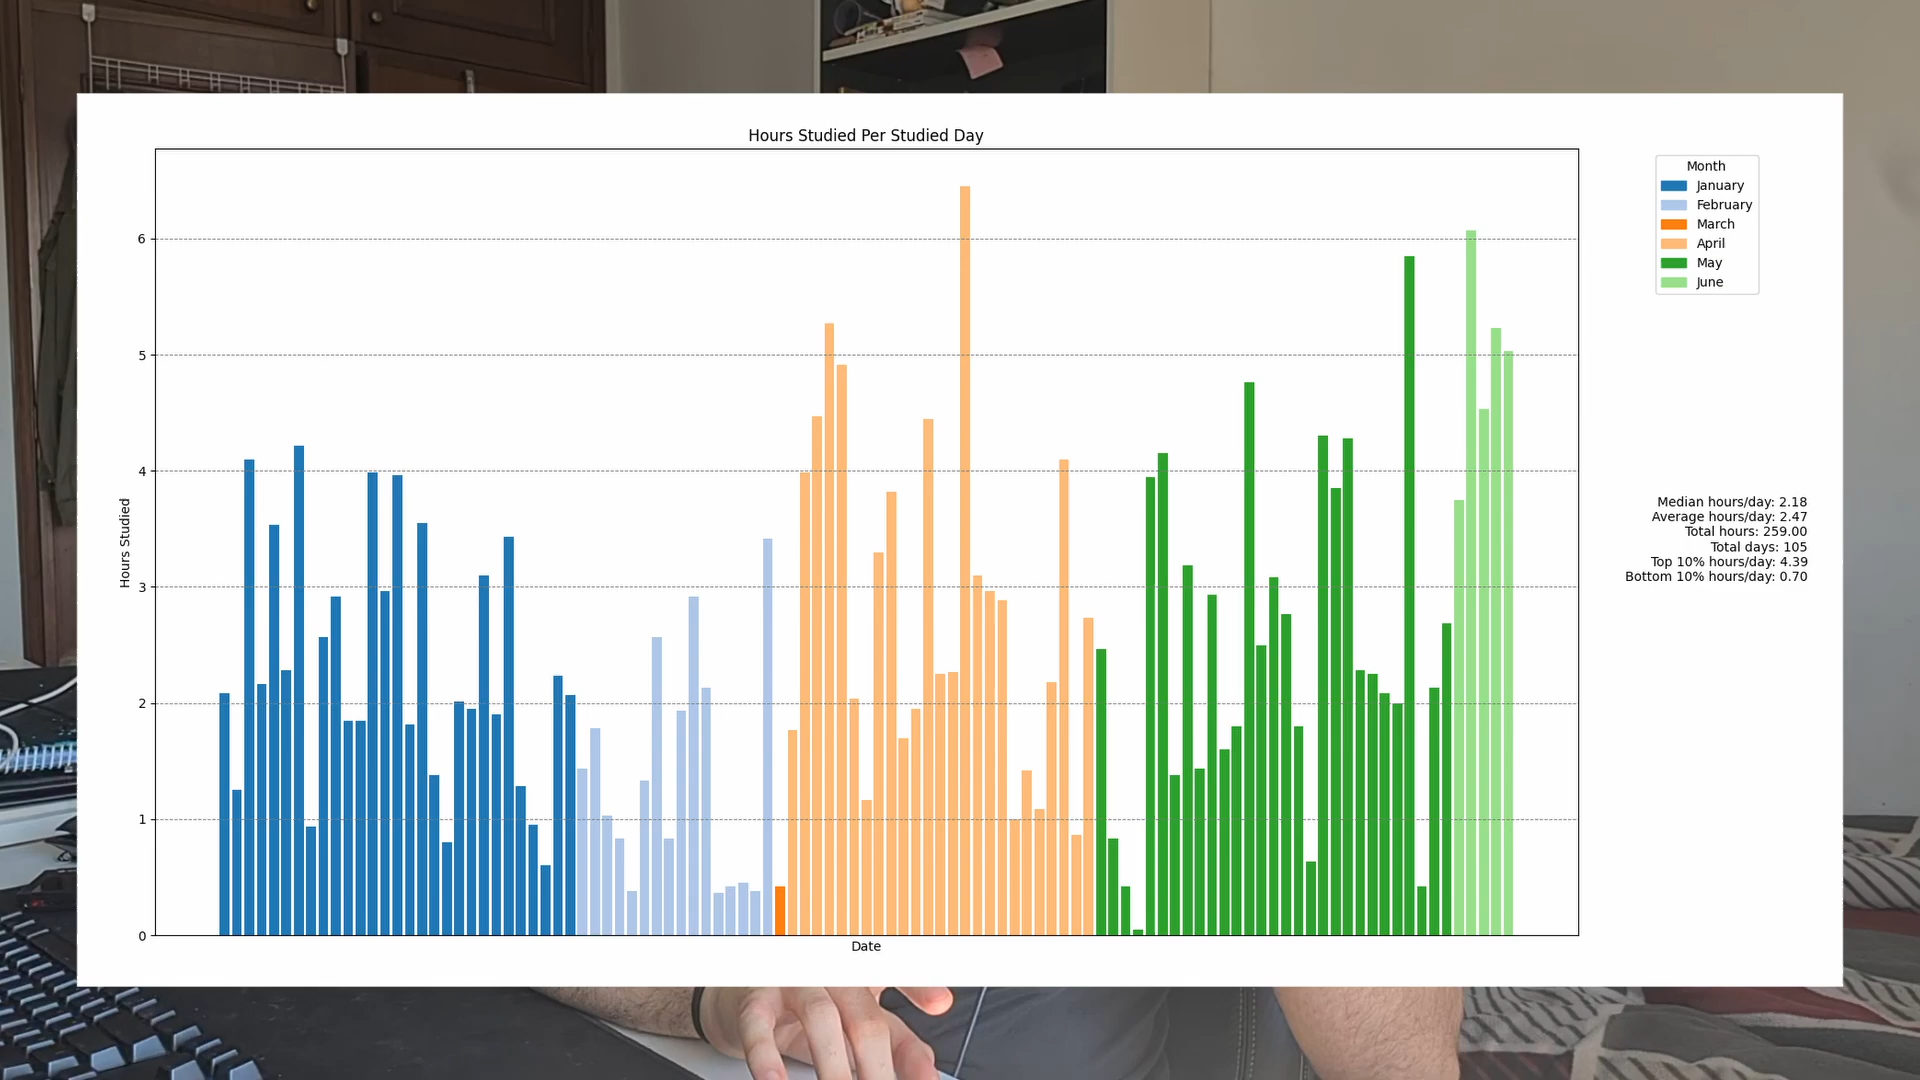 Hours Studied Per Studied Day
Month
January
February
March
April
May
June
6
5
4
3
2
1
0
Hours Studied
Date
Median hours/day: 2.18
Average hours/day: 2.47
Total hours: 259.00
Total days: 105
Top 10% hours/day: 4.39
Bottom 10% hours/day: 0.70